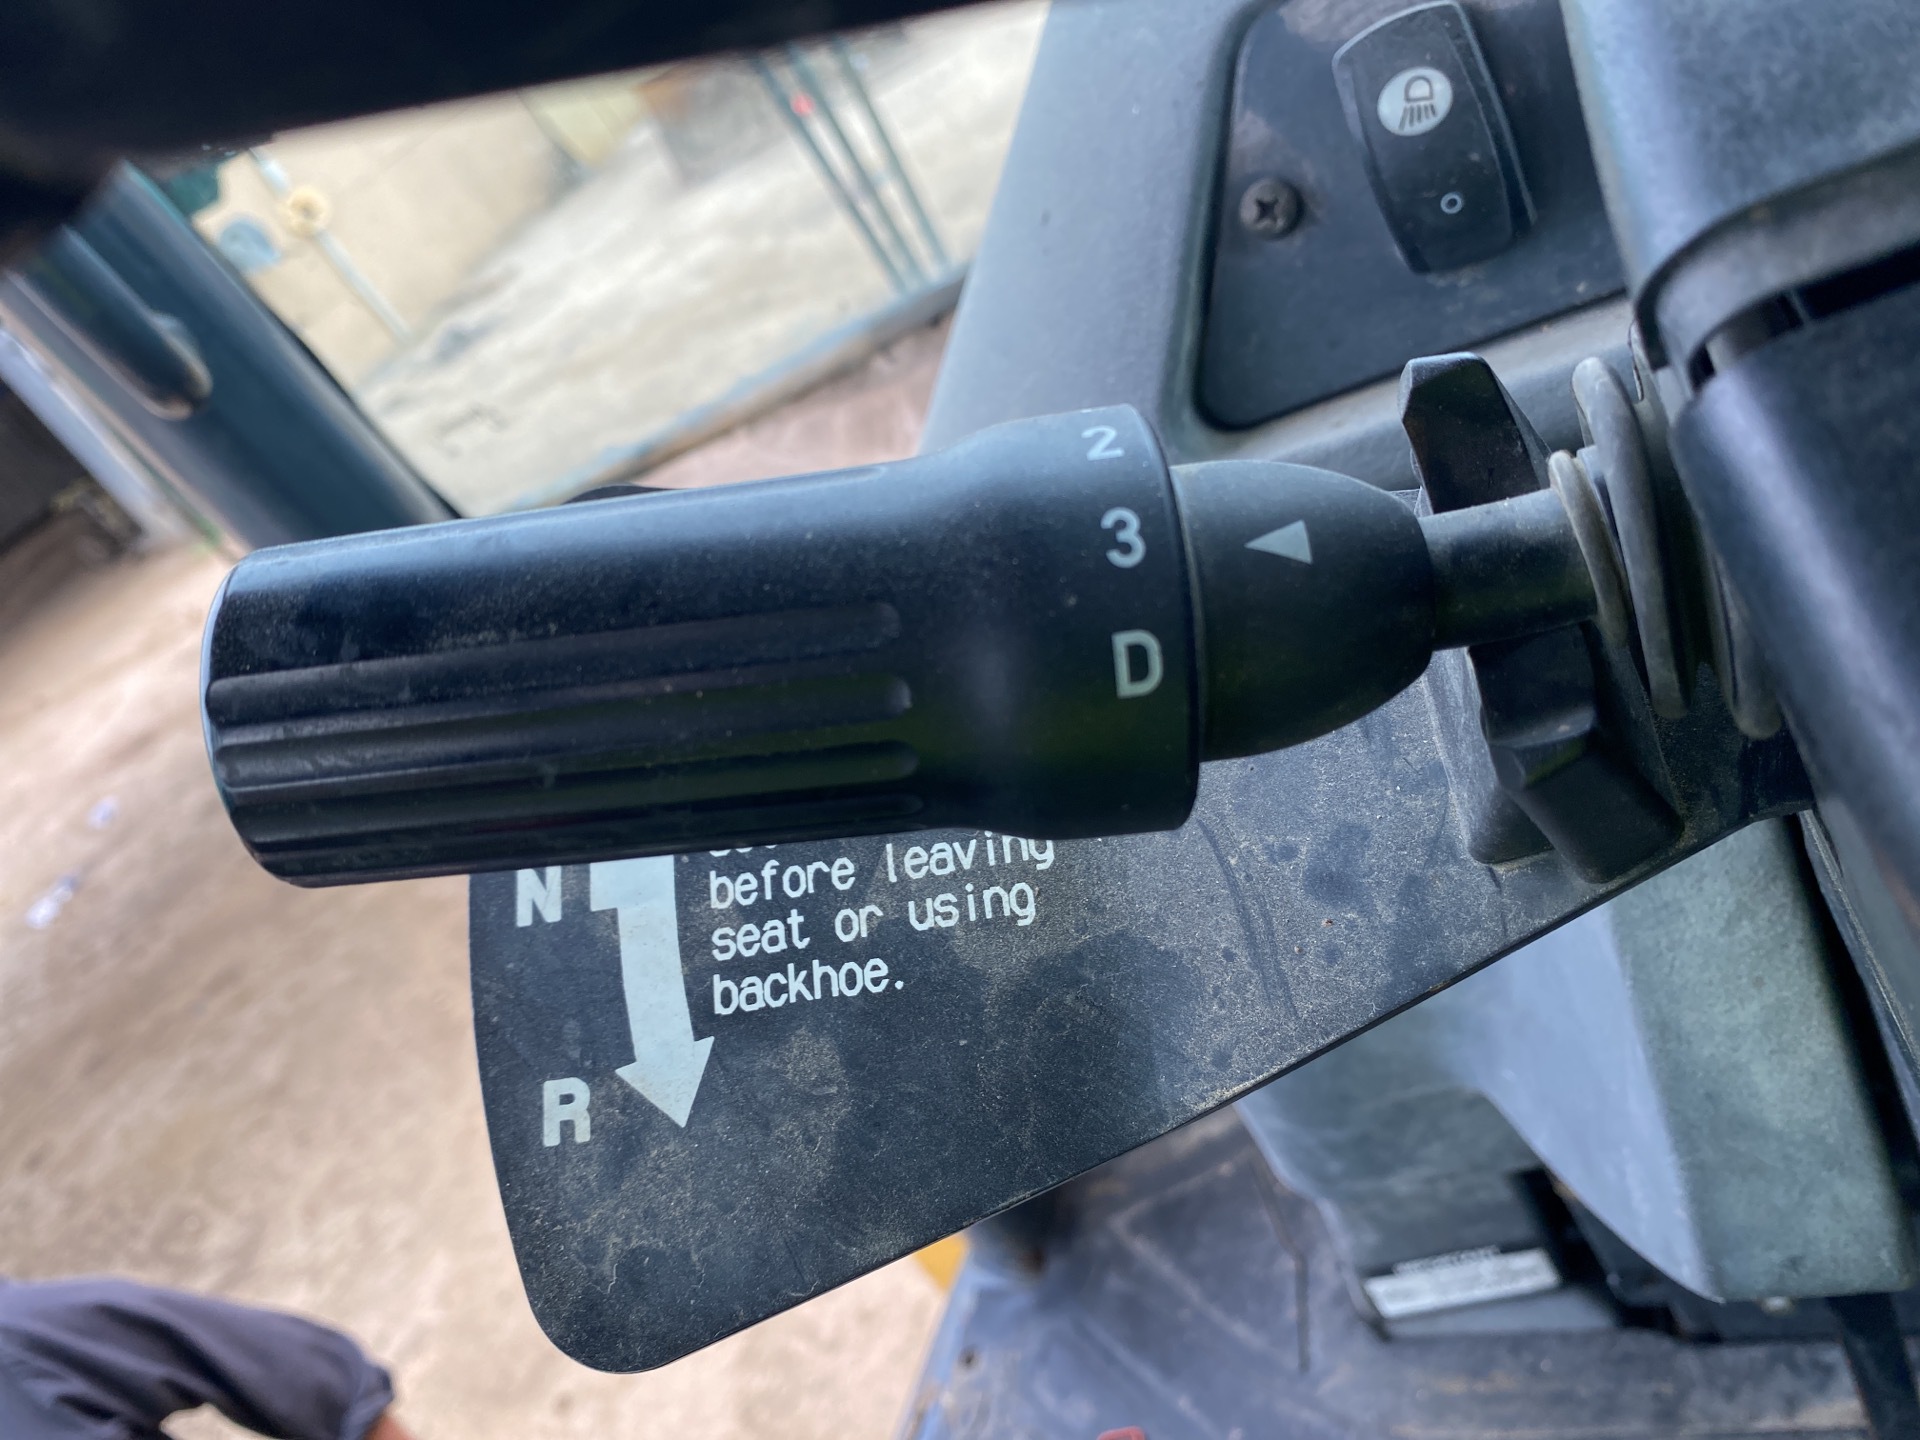 2
3
D
N
before leaving
seat or using
backhoe.
R